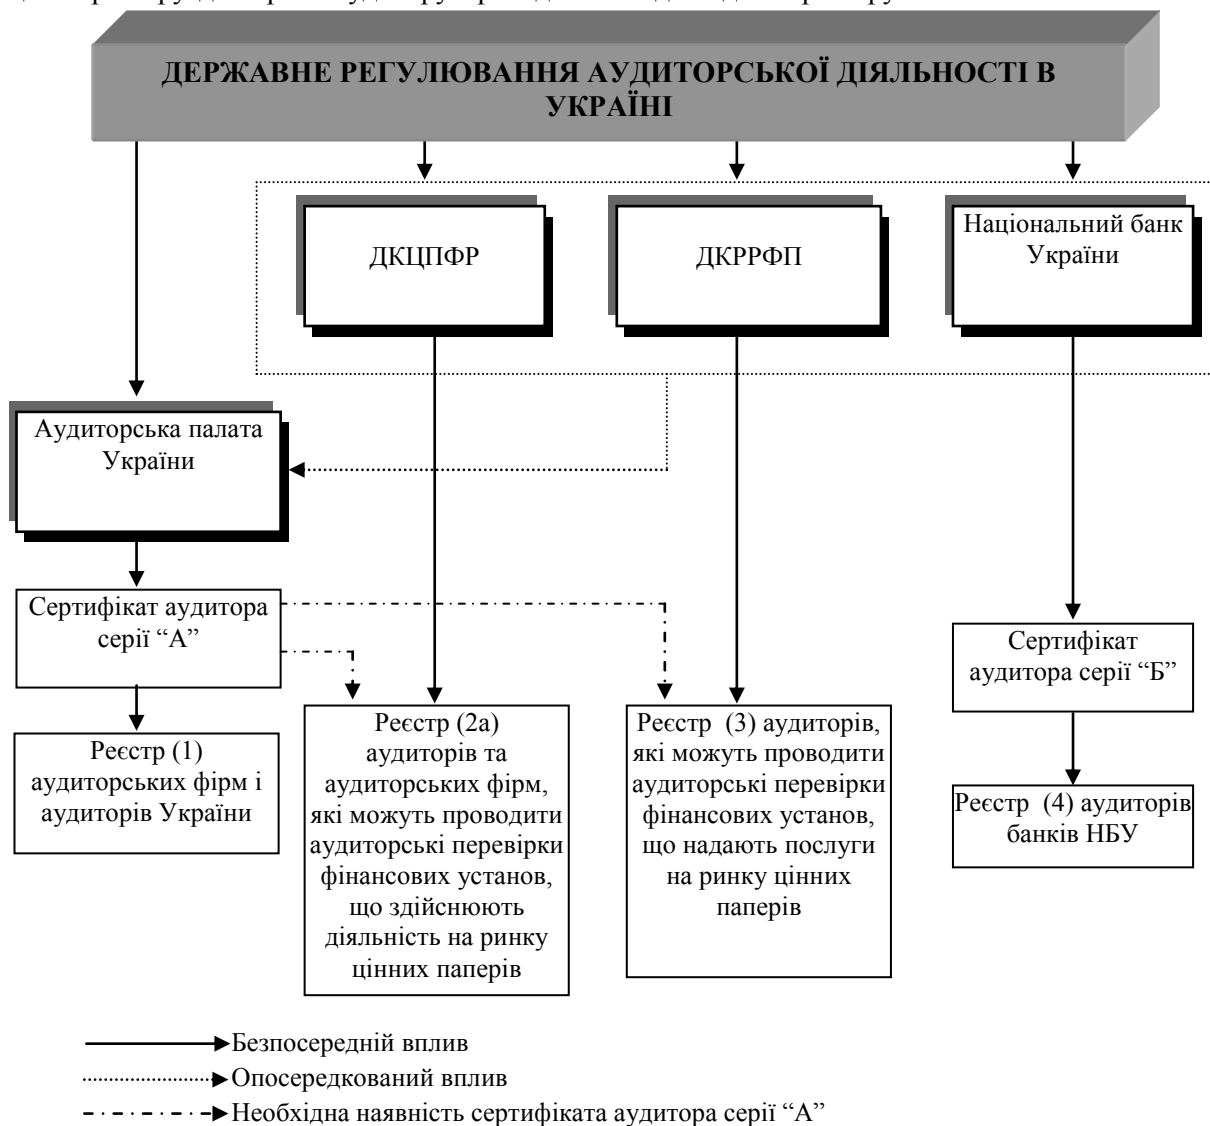 ДЕРЖАВНЕ РЕГУЛЮВАННЯ АУДИТОРСЬКОЇ ДІЯЛЬНОСТІ В
УКРАЇНІ
ДКЦПФР
ДКРРФП
Національний банк
України
Аудиторська палата
України
Сертифікат аудитора
серії “А”
Сертифікат
аудитора серії “Б”
Реєстр (1)
аудиторських фірм і
аудиторів України
Реєстр (2а)
аудиторів та
аудиторських фірм,
які можуть проводити
аудиторські перевірки
фінансових установ,
що здійснюють
діяльність на ринку
цінних паперів
Реєстр (3) аудиторів,
які можуть проводити
аудиторські перевірки
фінансових установ,
що надають послуги
на ринку цінних
паперів
Реєстр (4) аудиторів
банків НБУ
Безпосередній вплив
Опосередкований вплив
Необхідна наявність сертифіката аудитора серії “А”